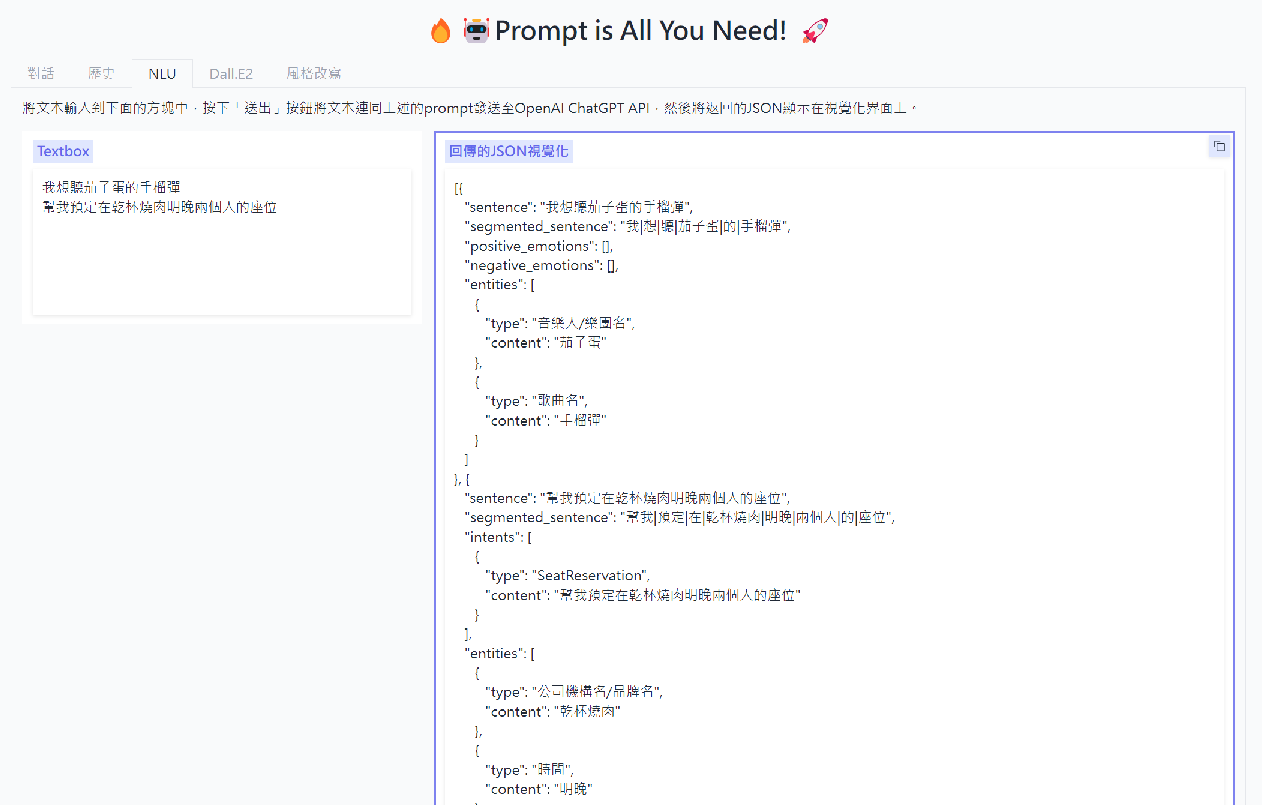 Prompt is All You Need!
對話 歷史 NLU Dall.E2 風格改寫
將文本輸入到下面的方塊中，按下「送出」按鈕將文本連同上述的prompt發送至OpenAI ChatGPT API，然後將返回的JSON顯示在視覺化界面上。
Textbox
我想聽茄子蛋的手榴彈
幫我預定在乾杯燒肉明晚兩個人的座位
回傳的JSON視覺化
[{
"sentence": "我想聽茄子蛋的手榴彈",
"segmented_sentence": "我|想|聽|茄子蛋|的|手榴彈",
"positive_emotions": [],
"negative_emotions": [],
"entities": [
{
"type": "音樂人/樂團名",
"content": "茄子蛋"
},
{
"type": "歌曲名",
"content": "手榴彈"
}
]
}, {
"sentence": "幫我預定在乾杯燒肉明晚兩個人的座位",
"segmented_sentence": "幫我|預定|在|乾杯燒肉|明晚|兩個人|的|座位",
"intents": [
{
"type": "SeatReservation",
"content": "幫我預定在乾杯燒肉明晚兩個人的座位"
}
],
"entities": [
{
"type": "公司機構名/品牌名",
"content": "乾杯燒肉"
},
{
"type": "時間",
"content": "明晚"